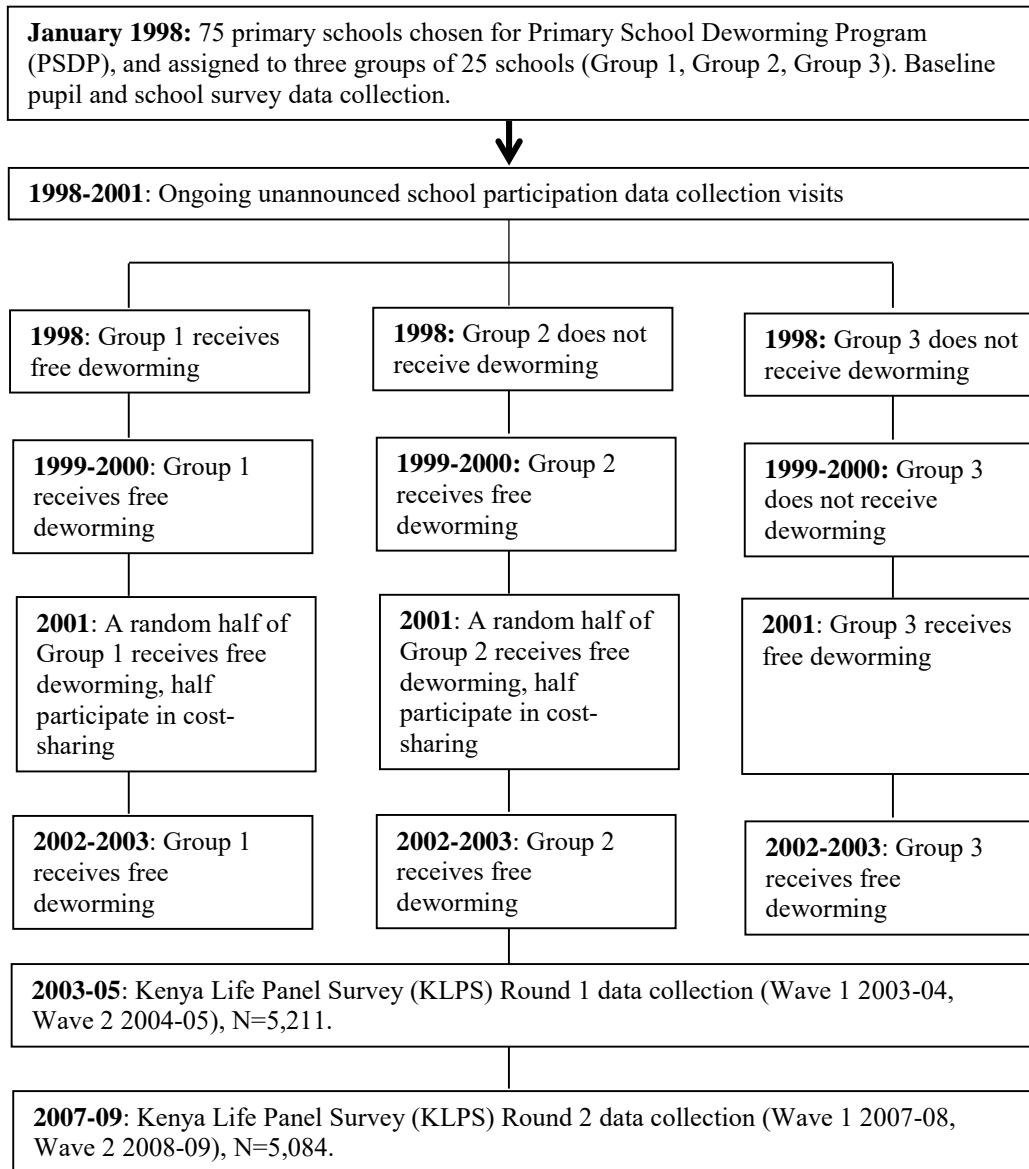 January 1998: 75 primary schools chosen for Primary School Deworming Program
(PSDP), and assigned to three groups of 25 schools (Group 1, Group 2, Group 3). Baseline
pupil and school survey data collection.
1998-2001: Ongoing unannounced school participation data collection visits
1998: Group 1 receives
free deworming
1998: Group 2 does not
receive deworming
1998: Group 3 does not
receive deworming
1999-2000: Group 1
receives free
deworming
1999-2000: Group 2
receives free
deworming
1999-2000: Group 3
does not receive
deworming
2001: A random half of
Group 1 receives free
deworming, half
participate in cost-
sharing
2001: A random half of
Group 2 receives free
deworming, half
participate in cost-
sharing
2001: Group 3 receives
free deworming
2002-2003: Group 1
receives free
deworming
2002-2003: Group 2
receives free
deworming
2002-2003: Group 3
receives free
deworming
2003-05: Kenya Life Panel Survey (KLPS) Round 1 data collection (Wave 1 2003-04,
Wave 2 2004-05), N=5,211.
2007-09: Kenya Life Panel Survey (KLPS) Round 2 data collection (Wave 1 2007-08,
Wave 2 2008-09), N=5,084.